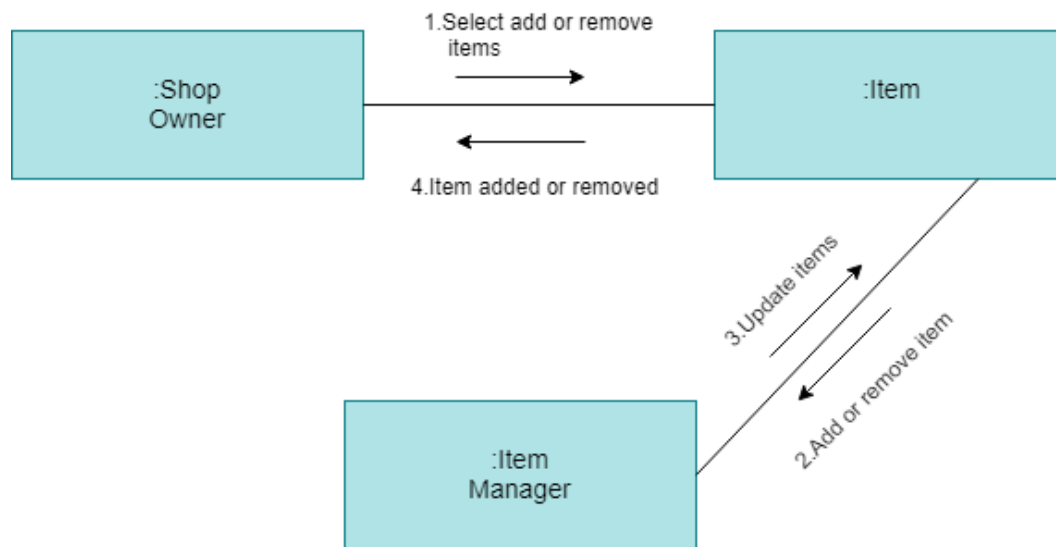 1.Select add or remove
items
:Shop
Owner
:Item
4.Item added or removed
3.Update items
2.Add or remove item
:Item
Manager